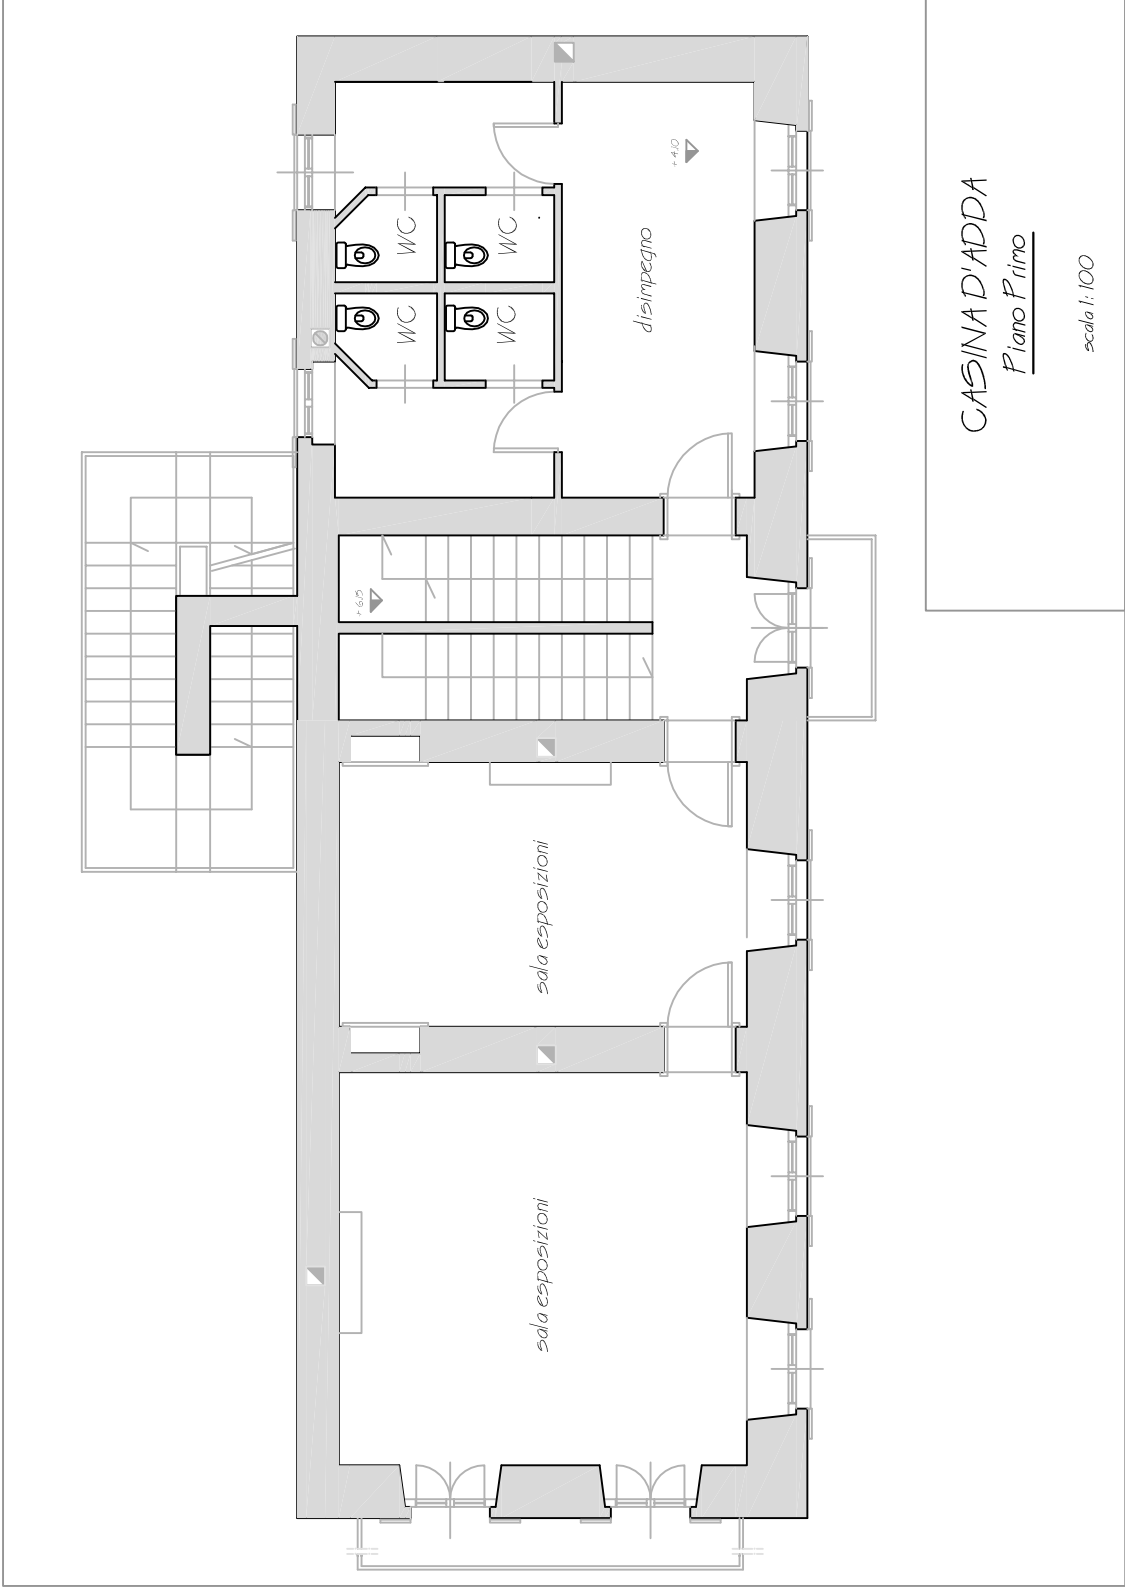 CASINA D'ADDA
Piano Primo
scala 1: 100
WC
WC
WC
WC
disimpegno
+ 4.10
+ 6.15
sala esposizioni
sala esposizioni